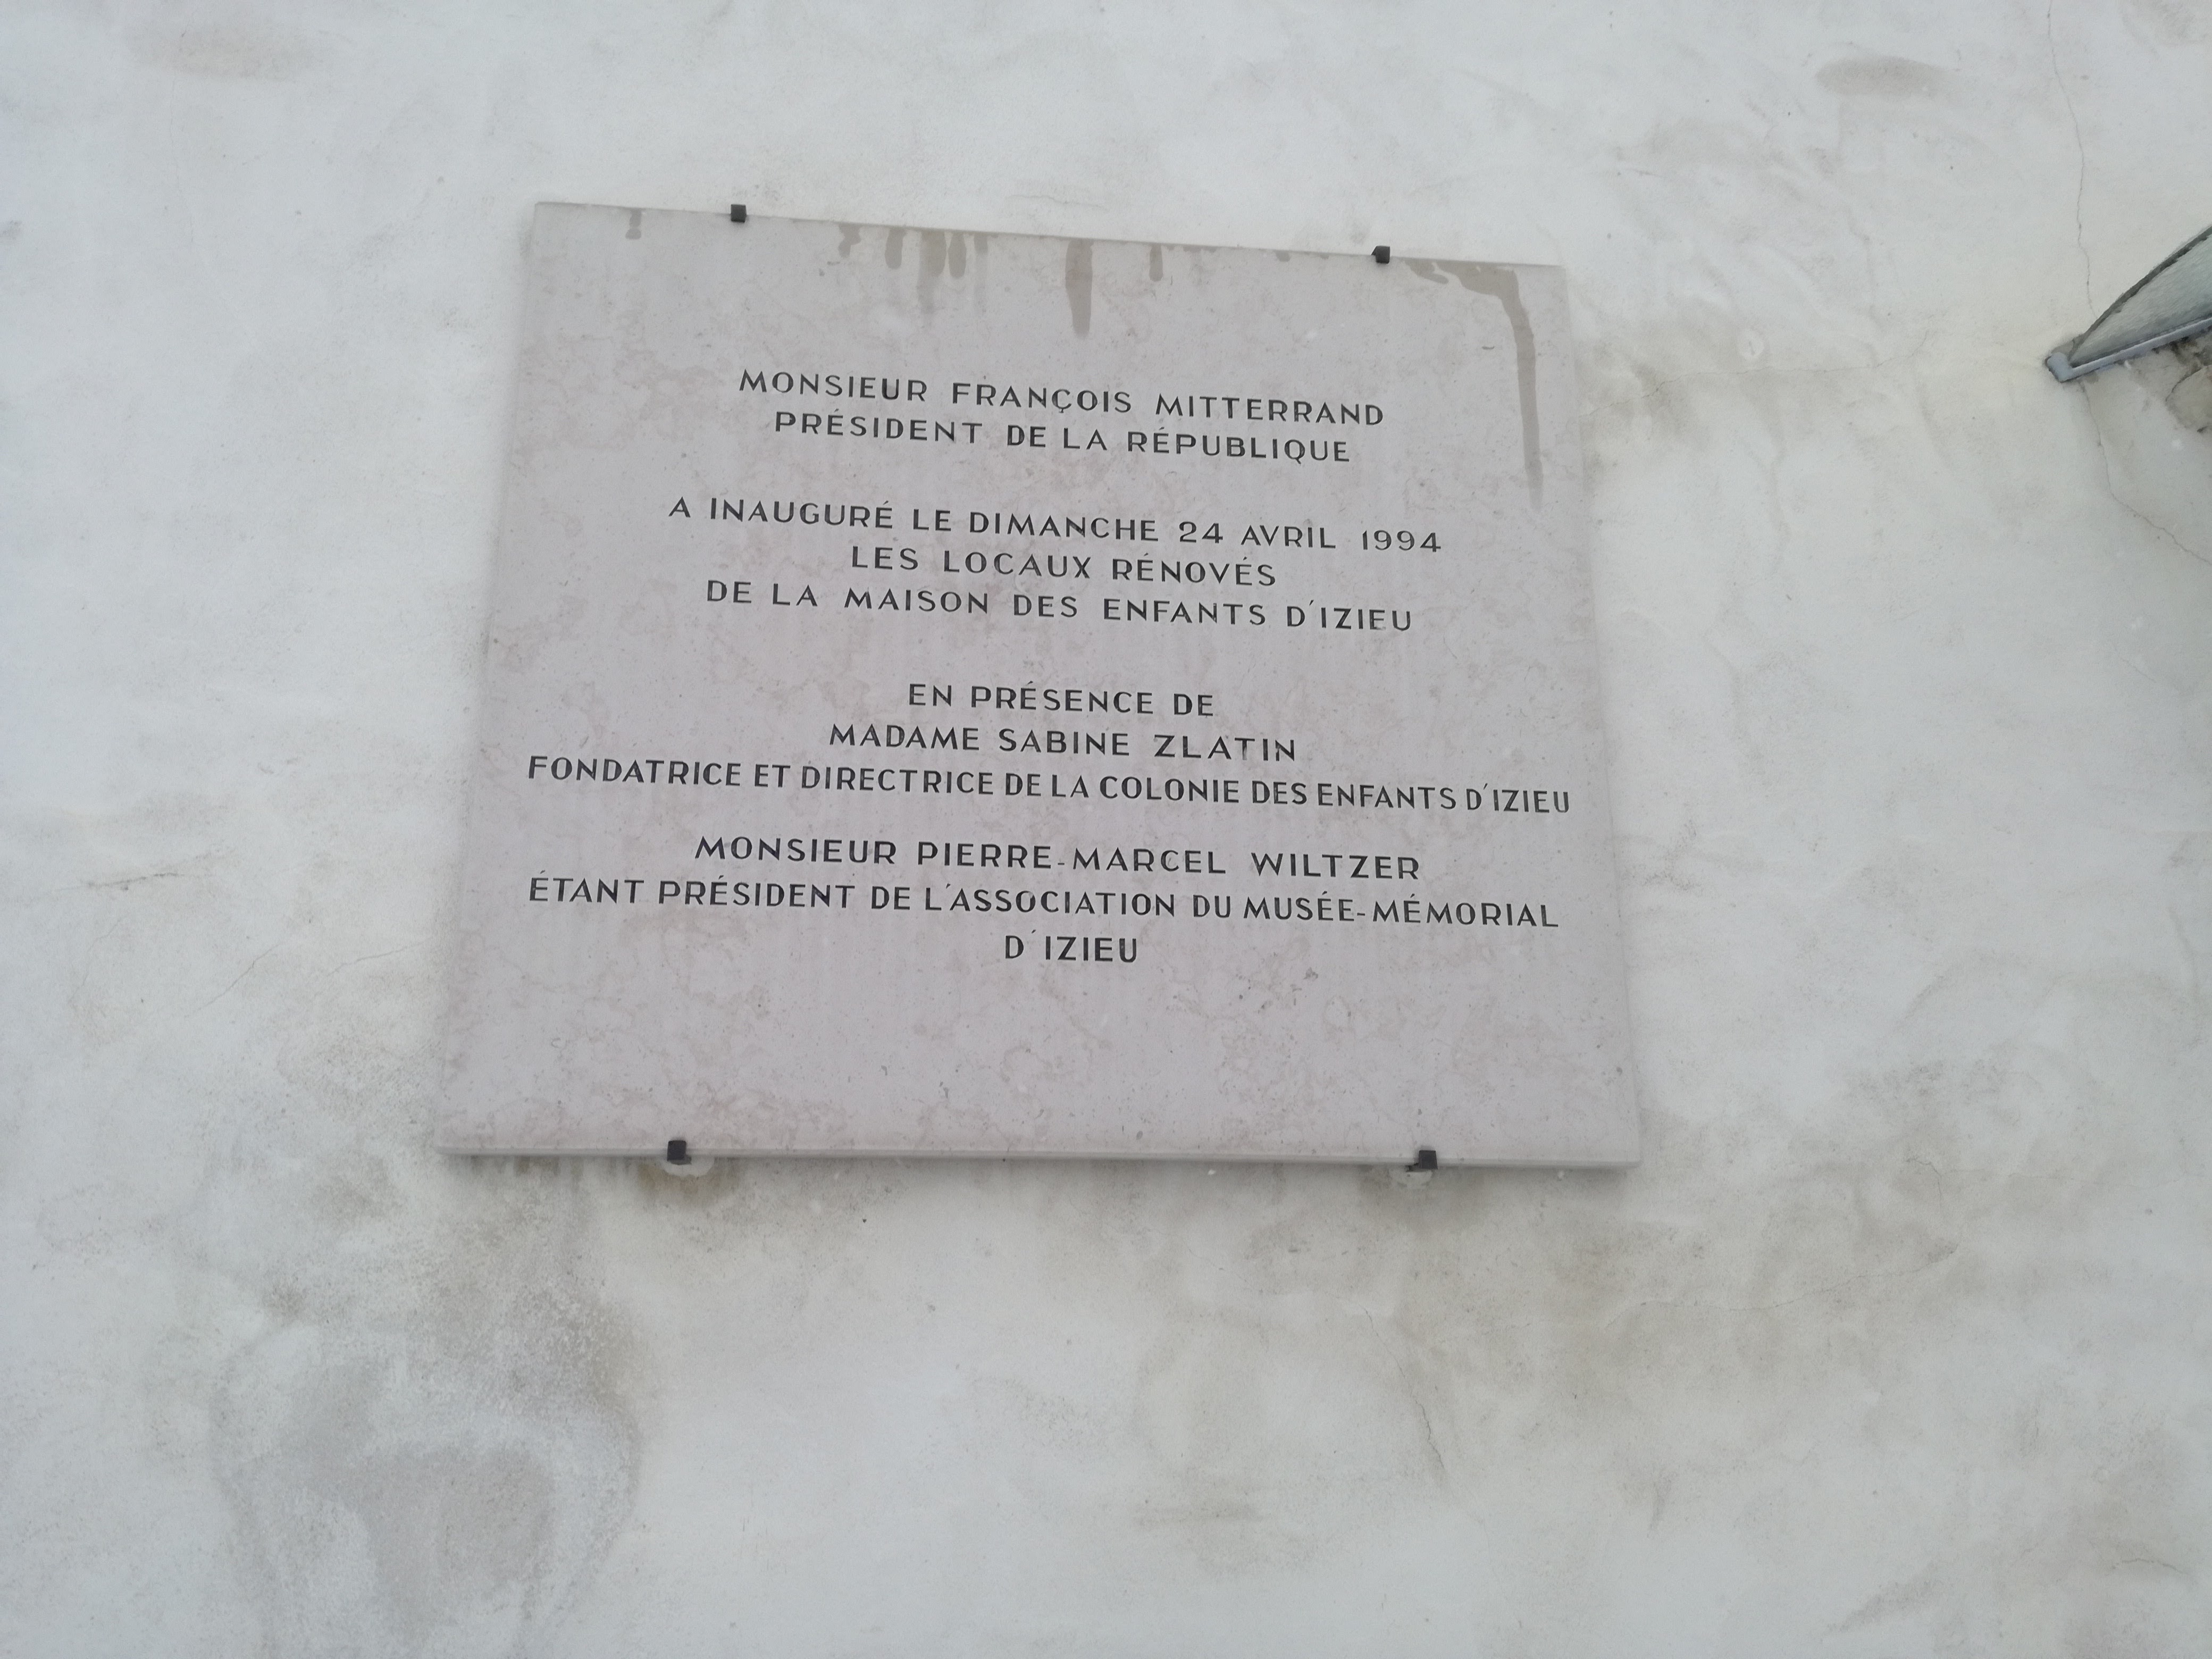 MONSIEUR FRANÇOIS MITTERRAND
PRÉSIDENT DE LA RÉPUBLIQUE
A INAUGURÉ LE DIMANCHE 24 AVRIL 1994
LES LOCAUX RÉNOVÉS
DE LA MAISON DES ENFANTS D'IZIEU
EN PRÉSENCE DE
MADAME SABINE ZLATIN
FONDATRICE ET DIRECTRICE DE LA COLONIE DES ENFANTS D'IZIEU
MONSIEUR PIERRE-MARCEL WILTZER
ÉTANT PRÉSIDENT DE L'ASSOCIATION DU MUSÉE-MÉMORIAL
D'IZIEU